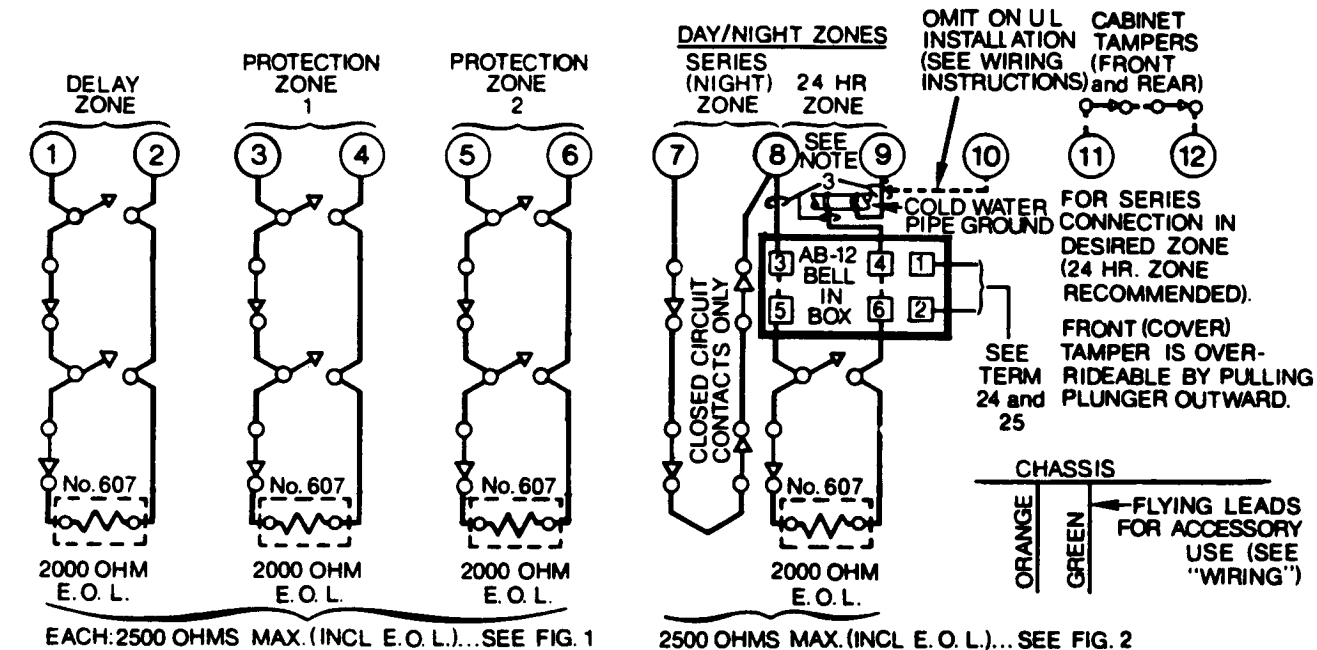 DELAY
ZONE
1
2
PROTECTION
ZONE
1
3
4
PROTECTION
ZONE
2
5
6
DAY/NIGHT ZONES
SERIES
(NIGHT)
ZONE
24 HR
ZONE
7
8
SEE
NOTE
3
9
OMIT ON U L
INSTALLATION
(SEE WIRING
INSTRUCTIONS)
10
CABINET
TAMPERS
(FRONT
and REAR)
11
12
COLD WATER
PIPE GROUND
3
AB-12
BELL
IN
BOX
4
1
5
6
2
SEE
TERM
24 and
25
CLOSED CIRCUIT
CONTACTS ONLY
FOR SERIES
CONNECTION IN
DESIRED ZONE
(24 HR. ZONE
RECOMMENDED).
FRONT (COVER)
TAMPER IS OVER-
RIDEABLE BY PULLING
PLUNGER OUTWARD.
No. 607
No. 607
No. 607
No. 607
2000 OHM
E. O. L.
2000 OHM
E. O. L.
2000 OHM
E. O. L.
2000 OHM
E. O. L.
CHASSIS
ORANGE
GREEN
FLYING LEADS
FOR ACCESSORY
USE (SEE
"WIRING")
EACH: 2500 OHMS MAX. (INCL E. O. L.)... SEE FIG. 1
2500 OHMS MAX. (INCL E. O. L.)... SEE FIG. 2